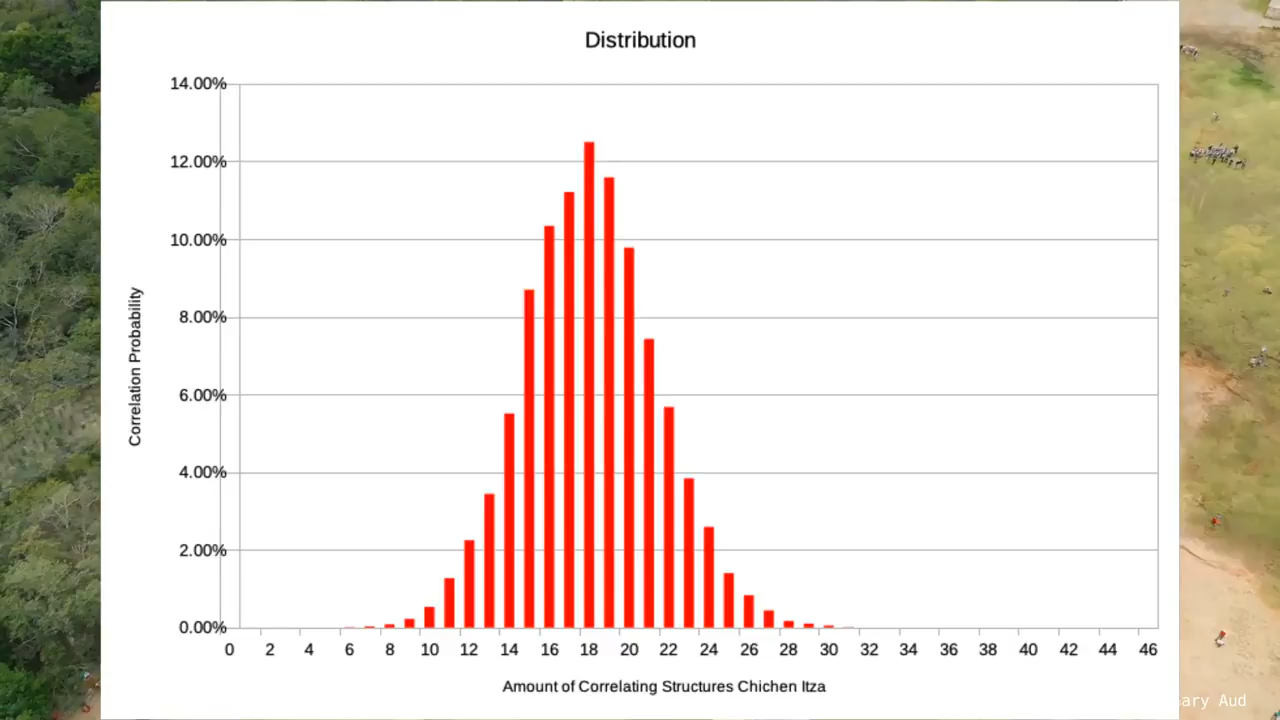 Distribution
14.00%
12.00%
10.00%
8.00%
6.00%
4.00%
2.00%
0.00%
Correlation Probability
0 2 4 6 8 10 12 14 16 18 20 22 24 26 28 30 32 34 36 38 40 42 44 46
Amount of Correlating Structures Chichen Itza